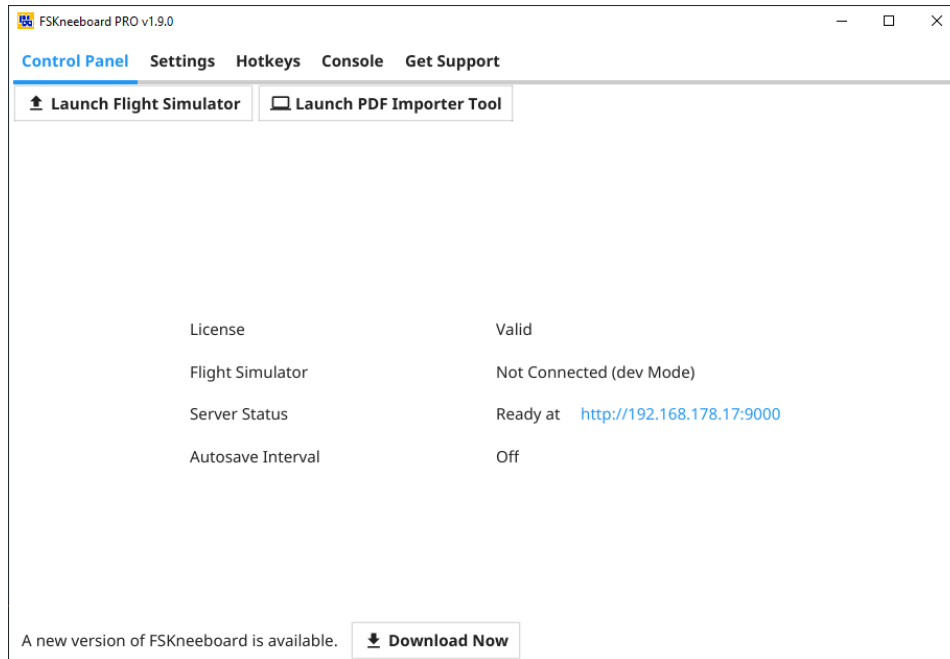 FSKneeboard PRO v1.9.0
Control Panel Settings Hotkeys Console Get Support
Launch Flight Simulator Launch PDF Importer Tool
License Valid
Flight Simulator Not Connected (dev Mode)
Server Status Ready at http://192.168.178.17:9000
Autosave Interval Off
A new version of FSKneeboard is available. Download Now